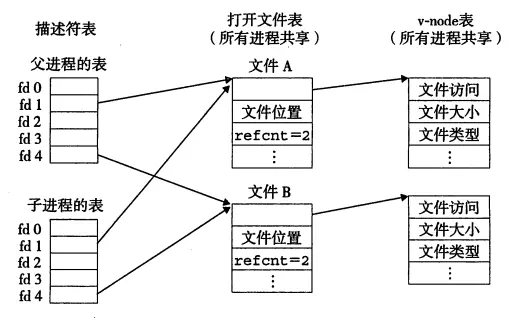 描述符表
打开文件表
（所有进程共享）
v-node表
（所有进程共享）
父进程的表
fd 0
fd 1
fd 2
fd 3
fd 4
文件 A
文件位置
refcnt=2
⋮
文件访问
文件大小
文件类型
⋮
子进程的表
fd 0
fd 1
fd 2
fd 3
fd 4
文件 B
文件位置
refcnt=2
⋮
文件访问
文件大小
文件类型
⋮